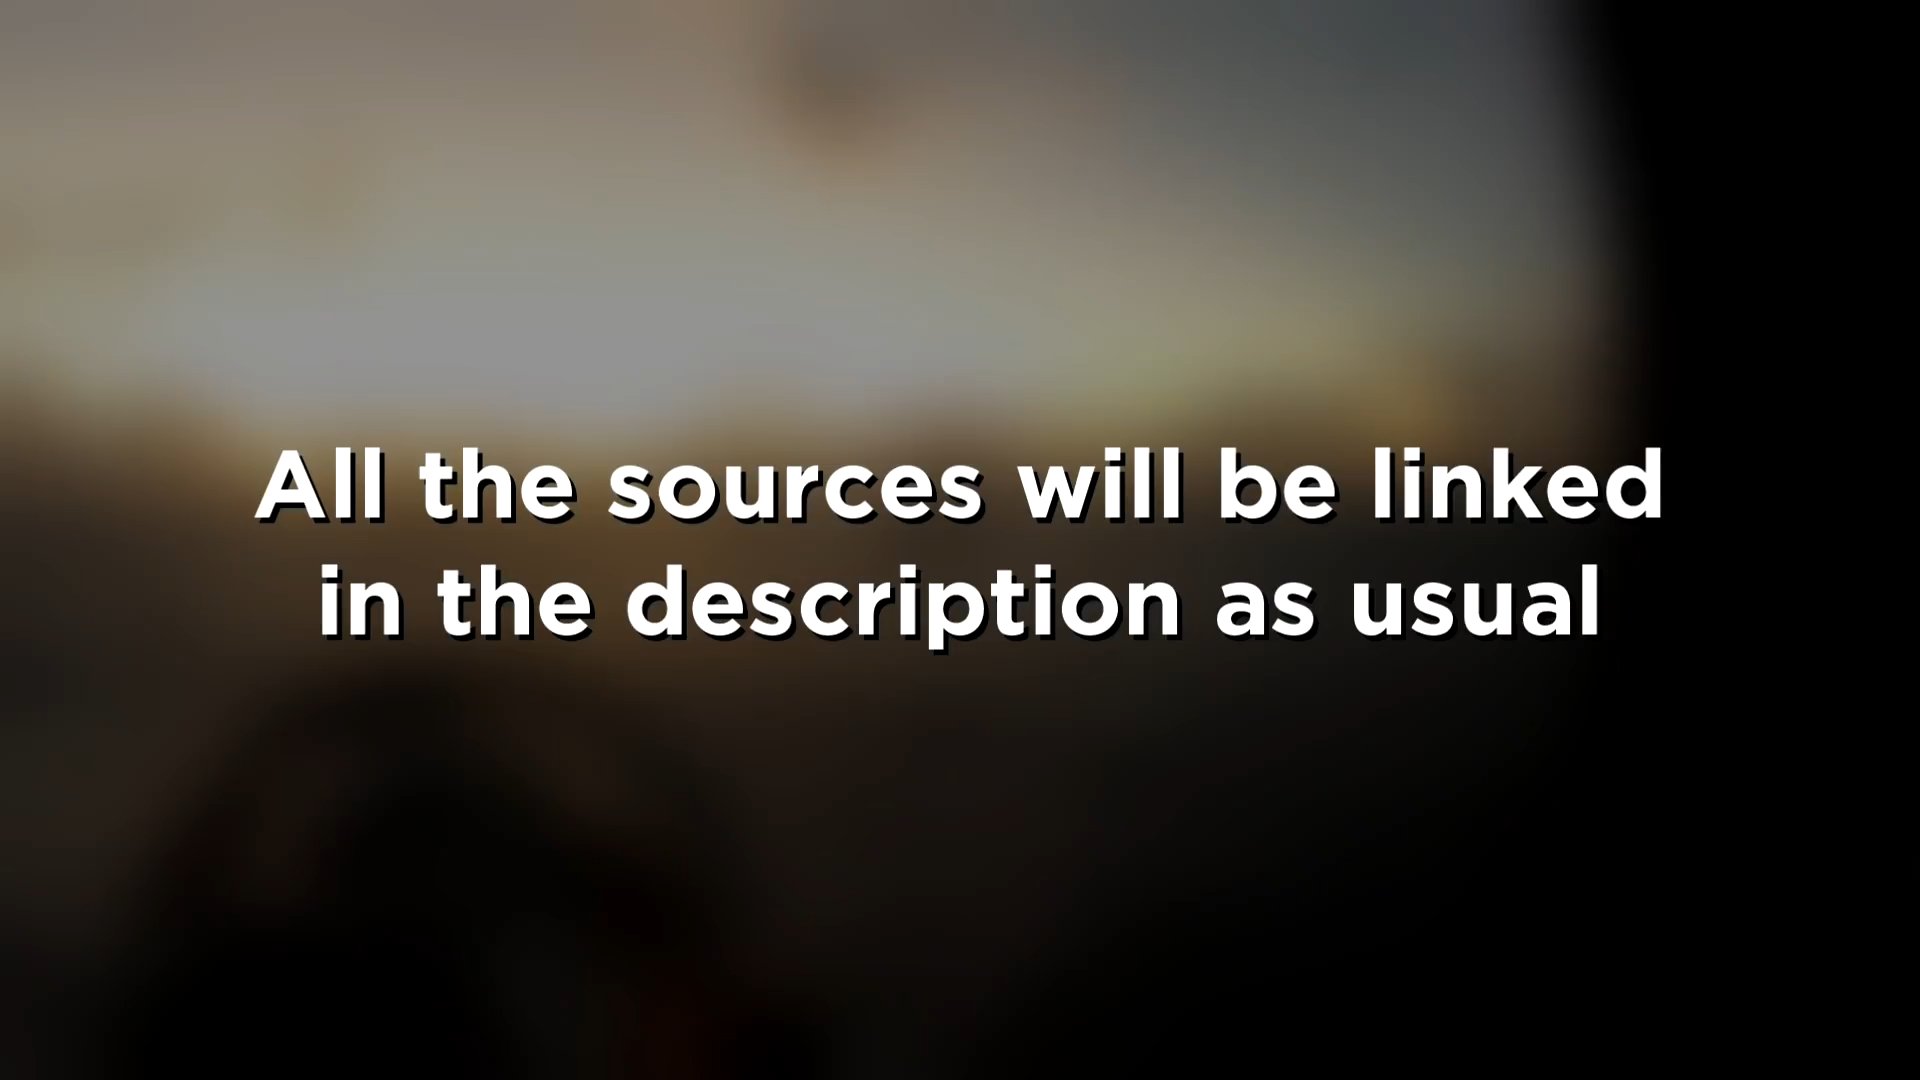 All the sources will be linked
in the description as usual